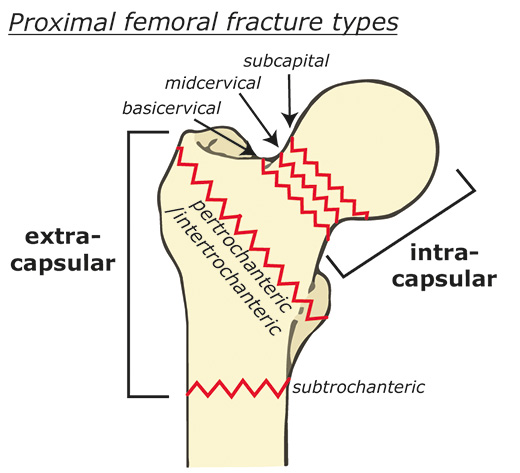 Proximal femoral fracture types
subcapital
midcervical
basicervical
extra-
capsular
pertrochanteric
/intertrochanteric
intra-
capsular
subtrochanteric